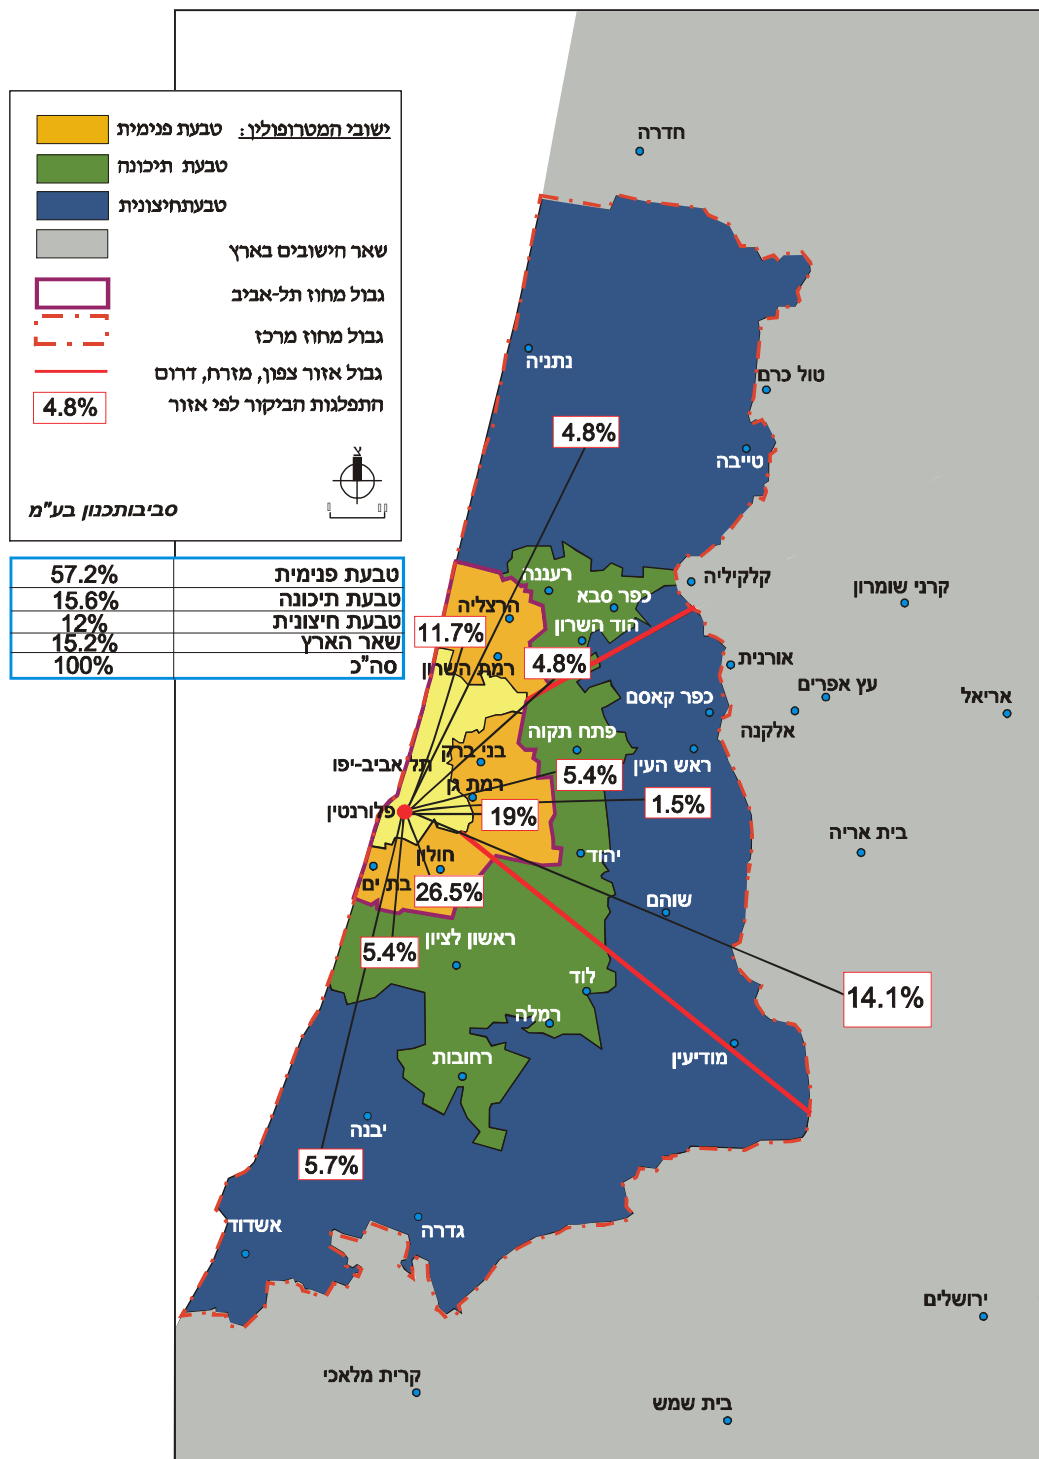 ישובי המטרופולין: טבעת פנימית
טבעת תיכונה
טבעתחיצונית
שאר הישובים בארץ
גבול מחוז תל-אביב
גבול מחוז מרכז
גבול אזור צפון, מזרח, דרום
התפלגות הביקור לפי אזור 4.8%
צ
סביבותכנון בע"מ
טבעת פנימית 57.2%
טבעת תיכונה 15.6%
טבעת חיצונית 12%
שאר הארץ 15.2%
סה"כ 100%
חדרה
נתניה
טול כרם
4.8%
טייבה
רעננה
קלקיליה
קרני שומרון
כפר סבא
הרצליה
הוד השרון
11.7%
4.8%
רמת השרון
אורנית
עץ אפרים
כפר קאסם
אריאל
אלקנה
פתח תקוה
בני ברק
ראש העין
תל אביב-יפו
5.4%
רמת גן
1.5%
פלורנטין
19%
בית אריה
חולון
יהוד
בת ים
26.5%
שוהם
ראשון לציון
5.4%
לוד
14.1%
רמלה
רחובות
מודיעין
יבנה
5.7%
אשדוד
גדרה
ירושלים
קרית מלאכי
בית שמש